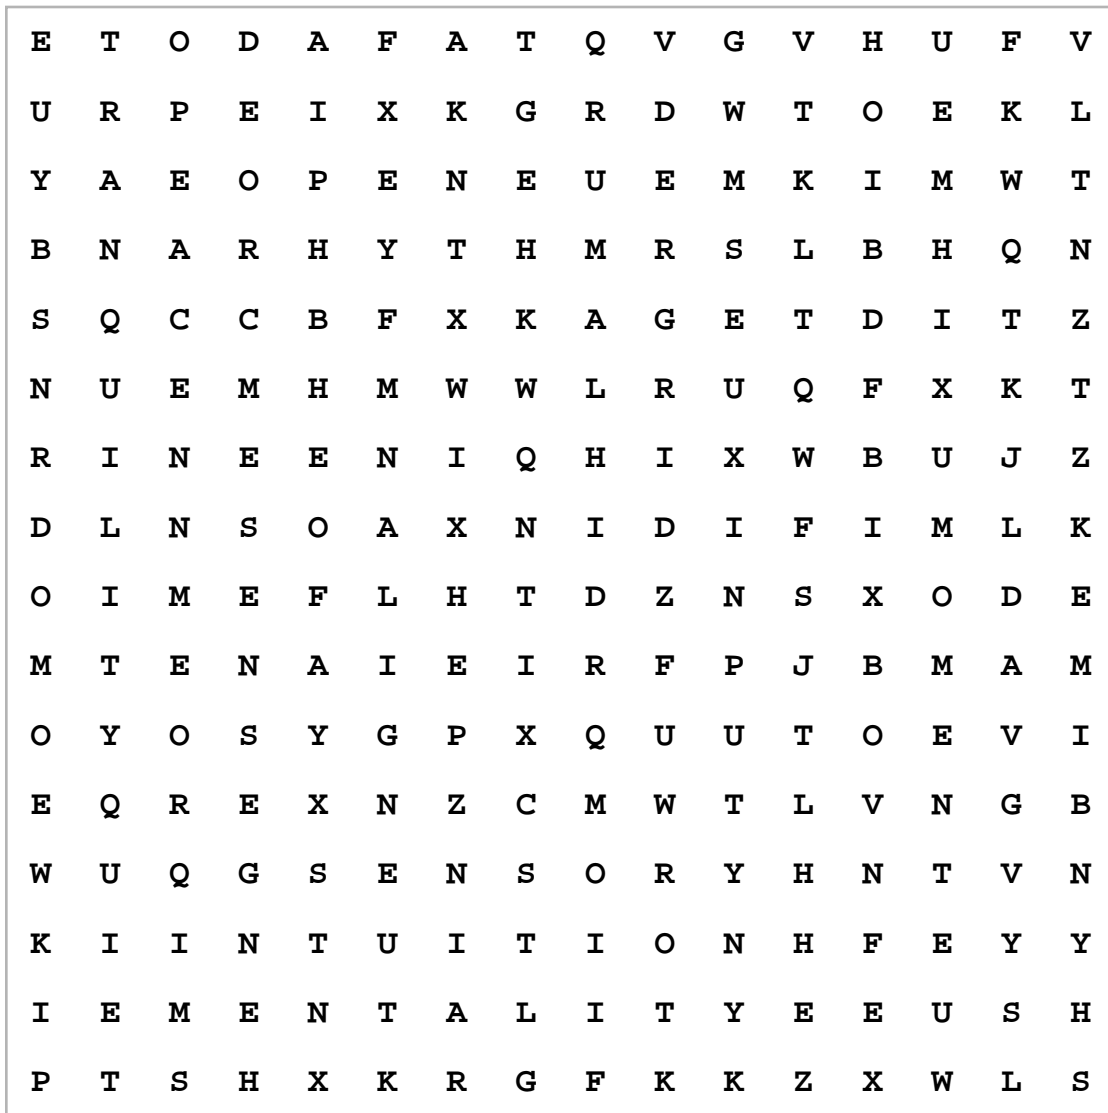 E T O D A F A T Q V G V H U F V
U R P E I X K G R D W T O E K L
Y A E O P E N E U E M K I M W T
B N A R H Y T H M R S L B H Q N
S Q C C B F X K A G E T D I T Z
N U E M H M W W L R U Q F X K T
R I N E E N I Q H I X W B U J Z
D L N S O A X N I D I F I M L K
O I M E F L H T D Z N S X O D E
M T E N A I E I R F P J B M A M
O Y O S Y G P X Q U U T O E V I
E Q R E X N Z C M W T L V N G B
W U Q G S E N S O R Y H N T V N
K I I N T U I T I O N H F E Y Y
I E M E N T A L I T Y E E U S H
P T S H X K R G F K K Z X W L S